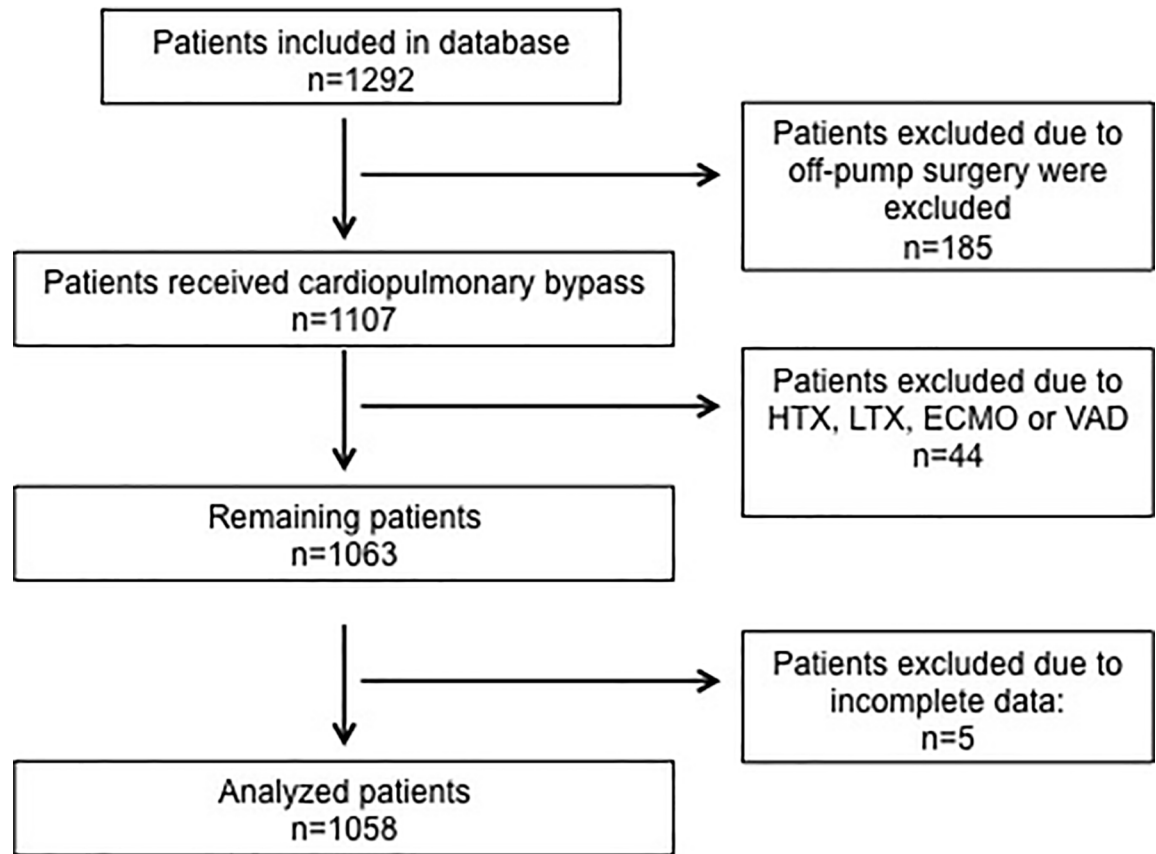 Patients included in database
n=1292
Patients excluded due to
off-pump surgery were
excluded
n=185
Patients received cardiopulmonary bypass
n=1107
Patients excluded due to
HTX, LTX, ECMO or VAD
n=44
Remaining patients
n=1063
Patients excluded due to
incomplete data:
n=5
Analyzed patients
n=1058